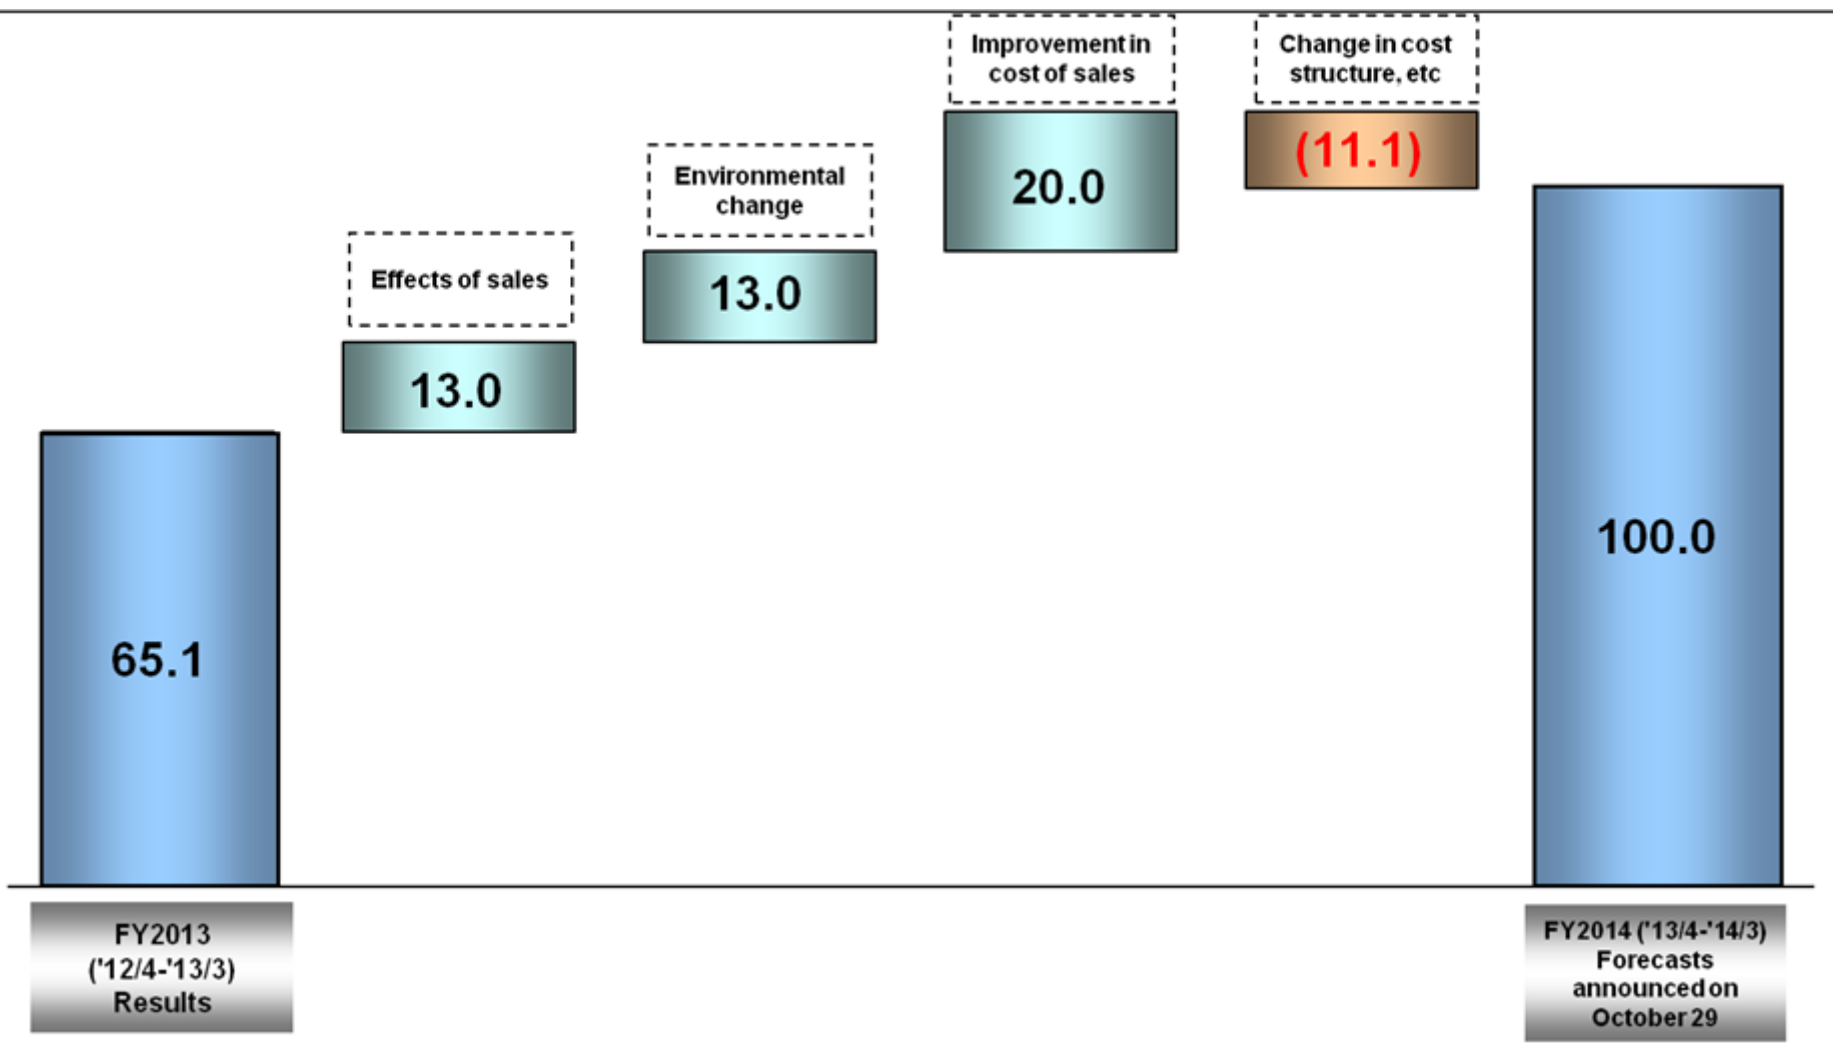 Improvement in
cost of sales
Change in cost
structure, etc
(11.1)
Environmental
change
20.0
Effects of sales
13.0
13.0
65.1
100.0
FY2013
('12/4-'13/3)
Results
FY2014 ('13/4-'14/3)
Forecasts
announced on
October 29